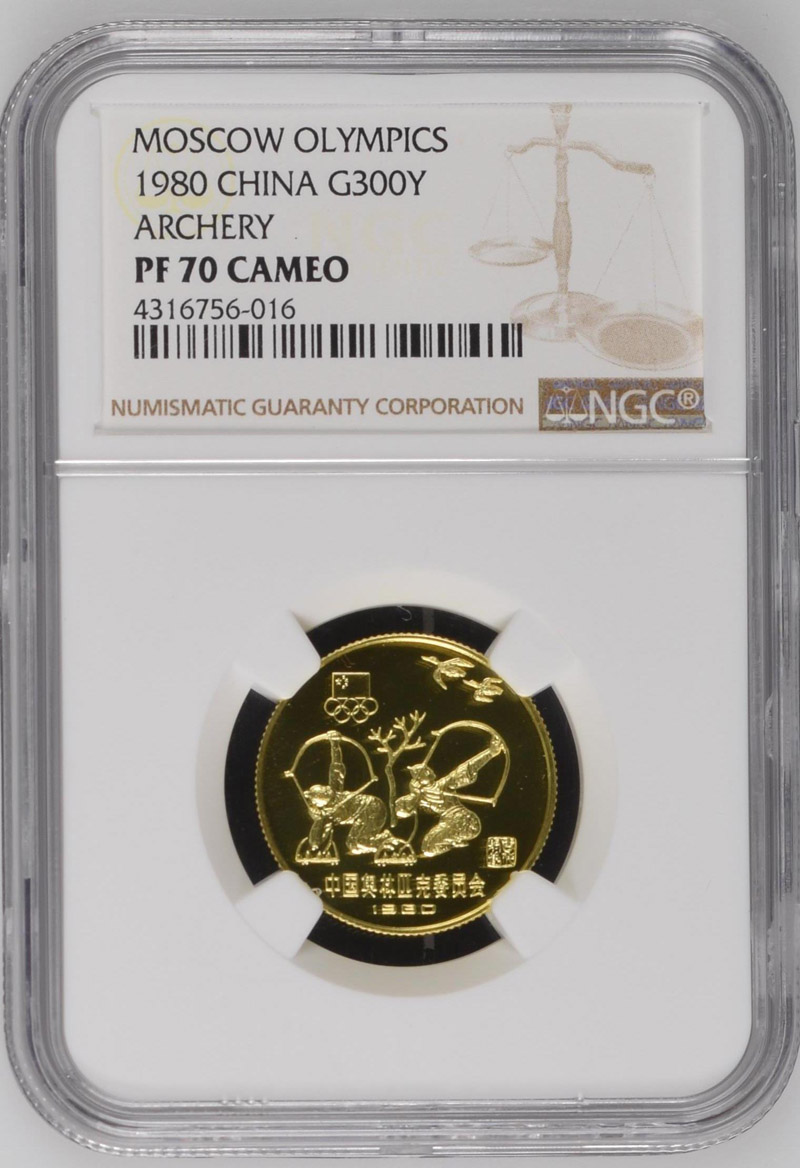 MOSCOW OLYMPICS
1980 CHINA G300Y
ARCHERY
PF 70 CAMEO
4316756-016
NUMISMATIC GUARANTY CORPORATION
NGC®
中国奥林匹克委员会
1980